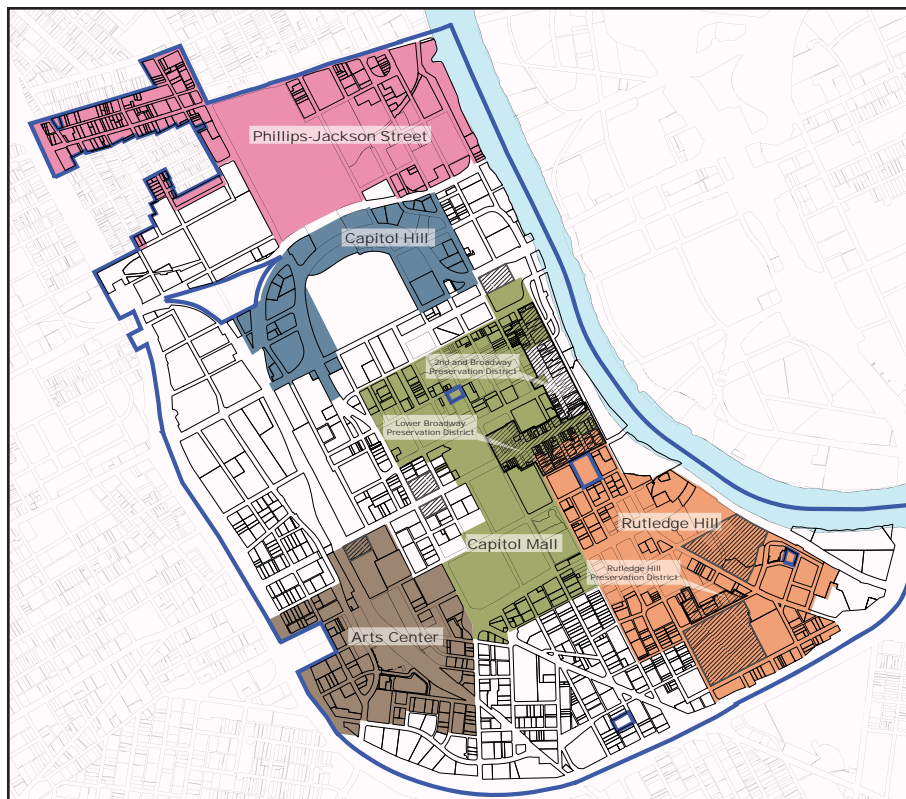 Phillips-Jackson Street
Capitol Hill
2nd and Broadway
Preservation District
Lower Broadway
Preservation District
Rutledge Hill
Capitol Mall
Rutledge Hill
Preservation District
Arts Center